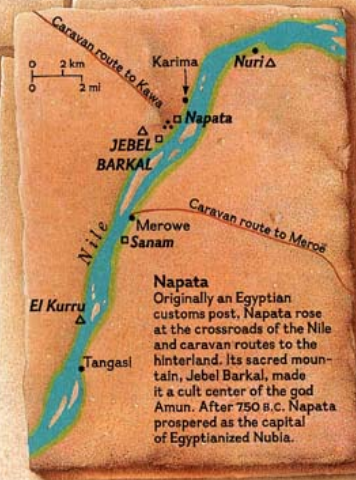 Caravan route to Kawa
0 2 km
0 2 mi
Karima
Nuri
Napata
JEBEL
BARKAL
Nile
Merowe
Caravan route to Meroë
Sanam
El Kurru
Tangasi
Napata
Originally an Egyptian
customs post, Napata rose
at the crossroads of the Nile
and caravan routes to the
hinterland. Its sacred moun-
tain, Jebel Barkal, made
it a cult center of the god
Amun. After 750 B.C. Napata
prospered as the capital
of Egyptianized Nubia.